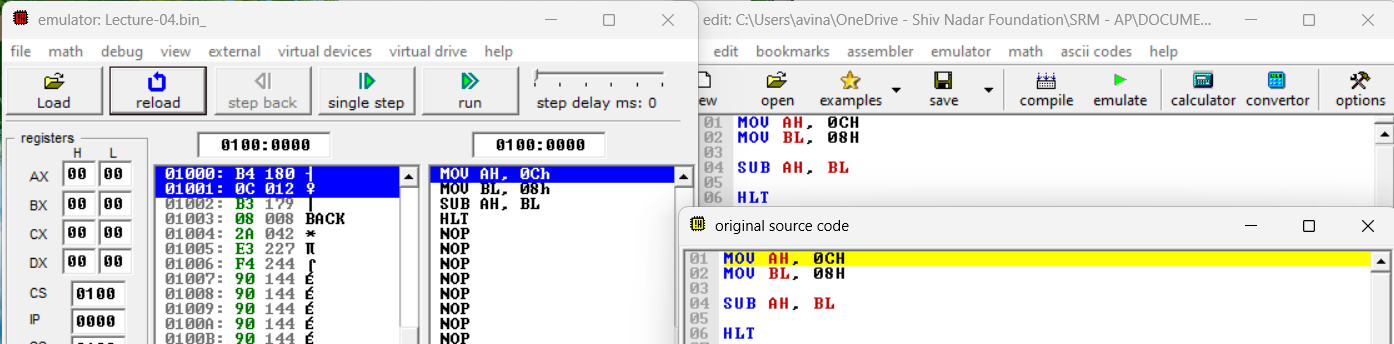 emulator: Lecture-04.bin_
file math debug view external virtual devices virtual drive help
Load reload step back single step run step delay ms: 0
registers
H L
0100:0000 0100:0000
AX 00 00
BX 00 00
CX 00 00
DX 00 00
CS 0100
IP 0000
01000: B4 180 ┤
01001: 0C 012 ♀
01002: B3 179 │
01003: 08 008 BACK
01004: 2A 042 *
01005: E3 227 π
01006: F4 244 ⌠
01007: 90 144 É
01008: 90 144 É
01009: 90 144 É
0100A: 90 144 É
0100B: 90 144 É
MOV AH, 0Ch
MOV BL, 08h
SUB AH, BL
HLT
NOP
NOP
NOP
NOP
NOP
NOP
NOP
NOP
edit: C:\Users\avina\OneDrive - Shiv Nadar Foundation\SRM - AP\DOCUME...
edit bookmarks assembler emulator math ascii codes help
ew open examples save compile emulate calculator convertor options
01 MOV AH, 0CH
02 MOV BL, 08H
03
04 SUB AH, BL
05
06 HLT
original source code
01 MOV AH, 0CH
02 MOV BL, 08H
03
04 SUB AH, BL
05
06 HLT